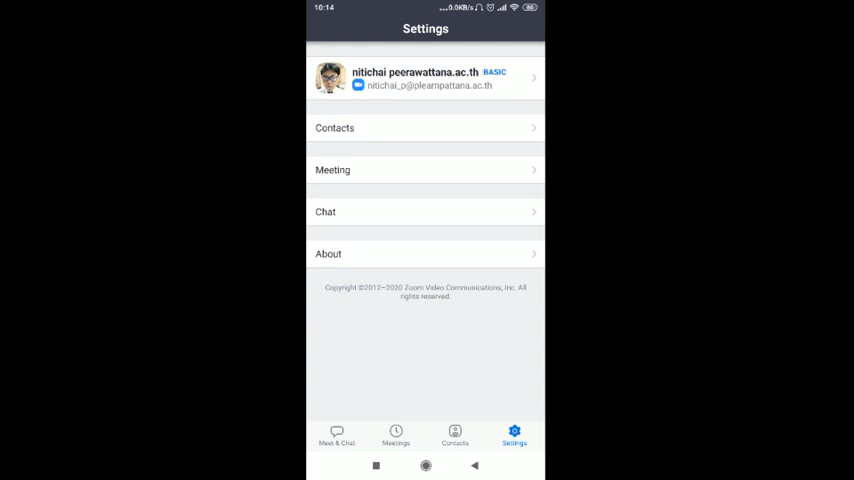 10:14
...0.0KB/s
84
Settings
nitichai peerawattana.ac.th BASIC
nitichai_p@plearnpattana.ac.th
Contacts
Meeting
Chat
About
Copyright ©2012-2020 Zoom Video Communications, Inc. All
rights reserved.
Meet & Chat
Meetings
Contacts
Settings